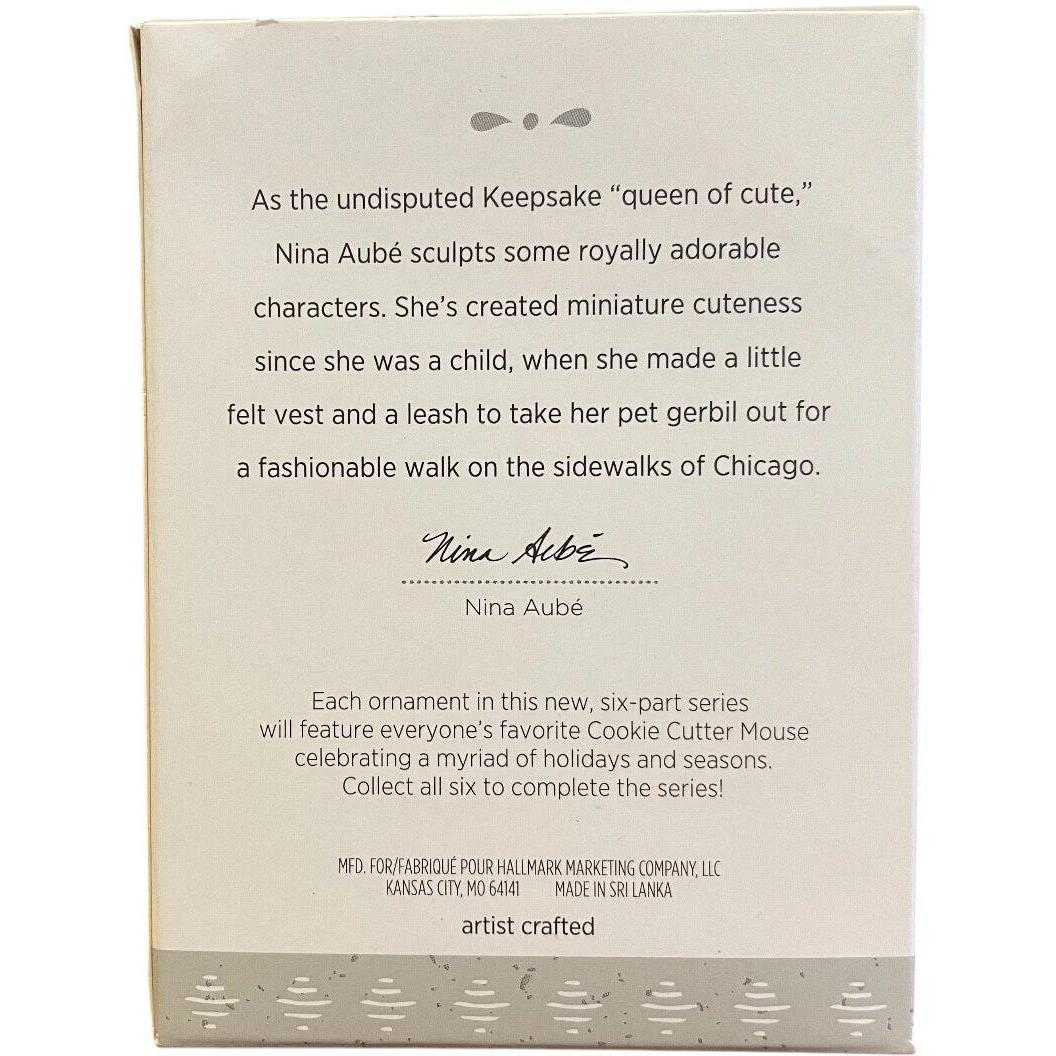 As the undisputed Keepsake “queen of cute,”
Nina Aubé sculpts some royally adorable
characters. She’s created miniature cuteness
since she was a child, when she made a little
felt vest and a leash to take her pet gerbil out for
a fashionable walk on the sidewalks of Chicago.
Nina Aubé
Nina Aubé
Each ornament in this new, six-part series
will feature everyone’s favorite Cookie Cutter Mouse
celebrating a myriad of holidays and seasons.
Collect all six to complete the series!
MFD. FOR/FABRIQUÉ POUR HALLMARK MARKETING COMPANY, LLC
KANSAS CITY, MO 64141 MADE IN SRI LANKA
artist crafted